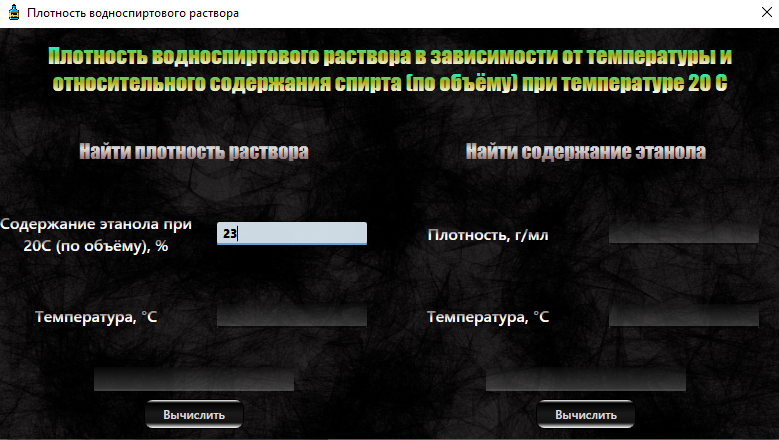 Плотность водноспиртового раствора
Плотность водноспиртового раствора в зависимости от температуры и
относительного содержания спирта (по объёму) при температуре 20 С
Найти плотность раствора
Содержание этанола при
20С (по объёму), %
23
Температура, °С
Вычислить
Найти содержание этанола
Плотность, г/мл
Температура, °С
Вычислить